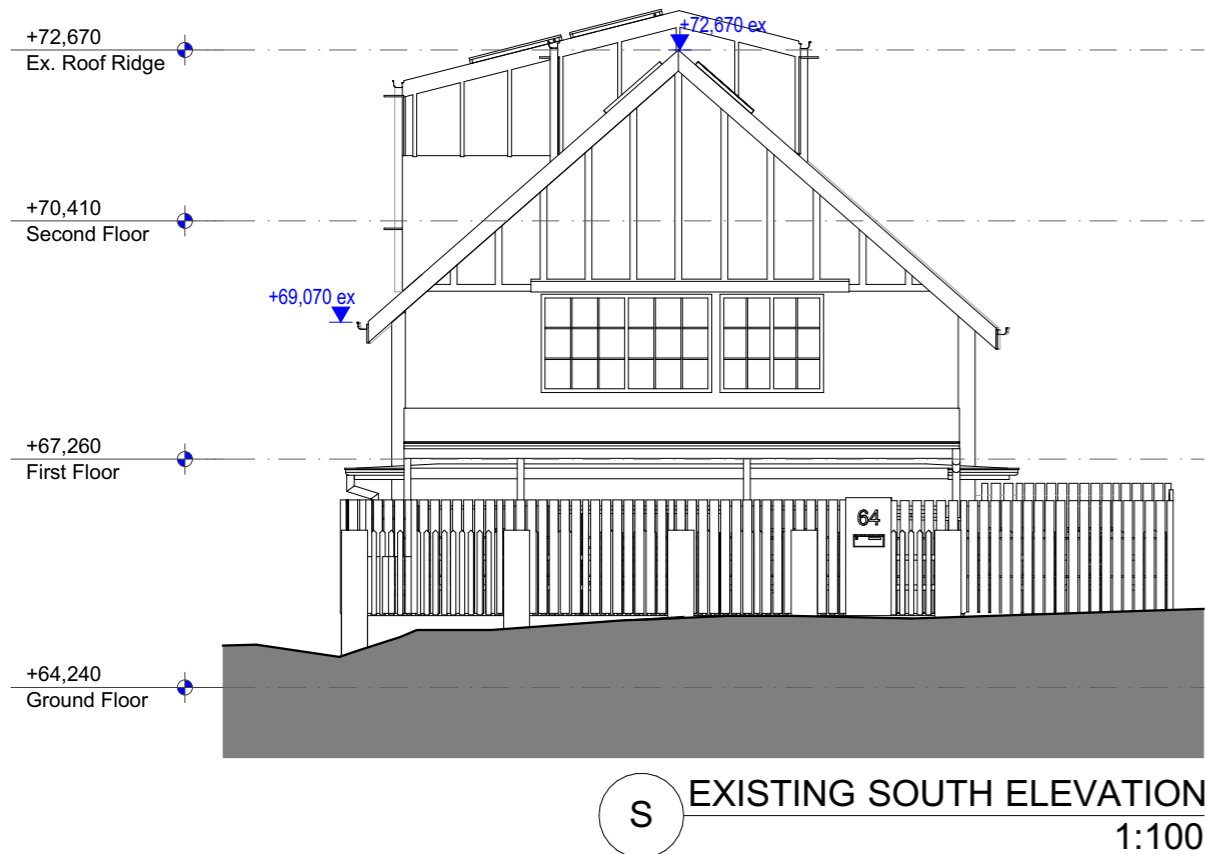 +72,670 ex
+72,670
Ex. Roof Ridge
+70,410
Second Floor
+69,070 ex
+67,260
First Floor
64
+64,240
Ground Floor
S
EXISTING SOUTH ELEVATION
1:100